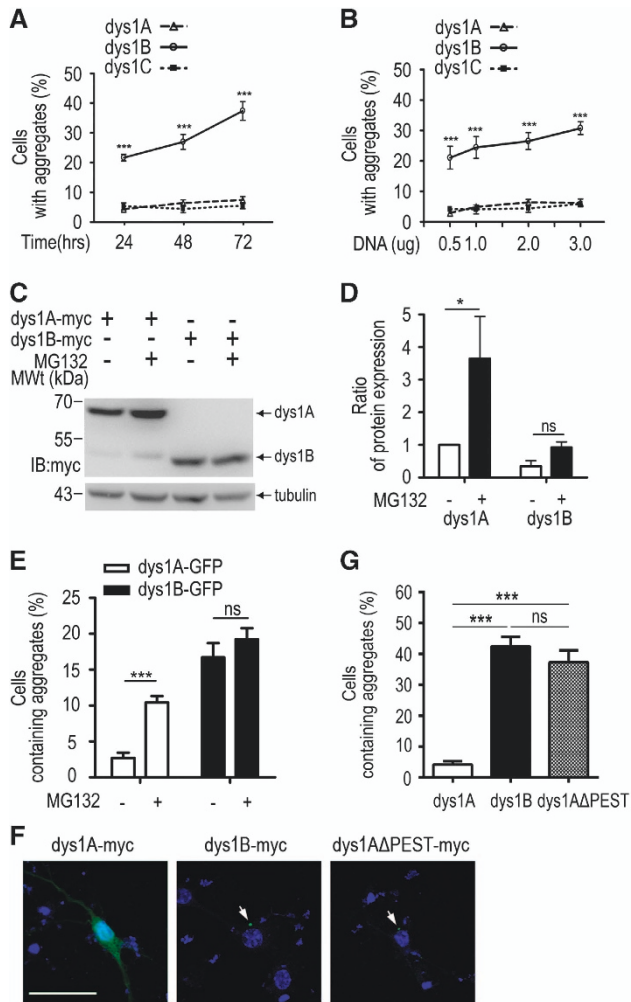 A
dys1A
dys1B
dys1C
Cells
with aggregates (%)
50
40
30
20
10
0
***
***
***
Time(hrs)
24
48
72
B
dys1A
dys1B
dys1C
Cells
with aggregates (%)
50
40
30
20
10
0
***
***
***
***
DNA (ug)
0.5
1.0
2.0
3.0
C
dys1A-myc + + - -
dys1B-myc - - + +
MG132 - + - +
MWt (kDa)
70
55
43
IB:myc
dys1A
dys1B
tubulin
D
Ratio
of protein expression
5
4
3
2
1
0
*
ns
MG132 - + - +
dys1A dys1B
E
dys1A-GFP
dys1B-GFP
Cells
containing aggregates (%)
25
20
15
10
5
0
***
ns
MG132 - + - +
G
Cells
containing aggregates (%)
60
50
40
30
20
10
0
***
***
ns
dys1A dys1B dys1AΔPEST
F
dys1A-myc
dys1B-myc
dys1AΔPEST-myc